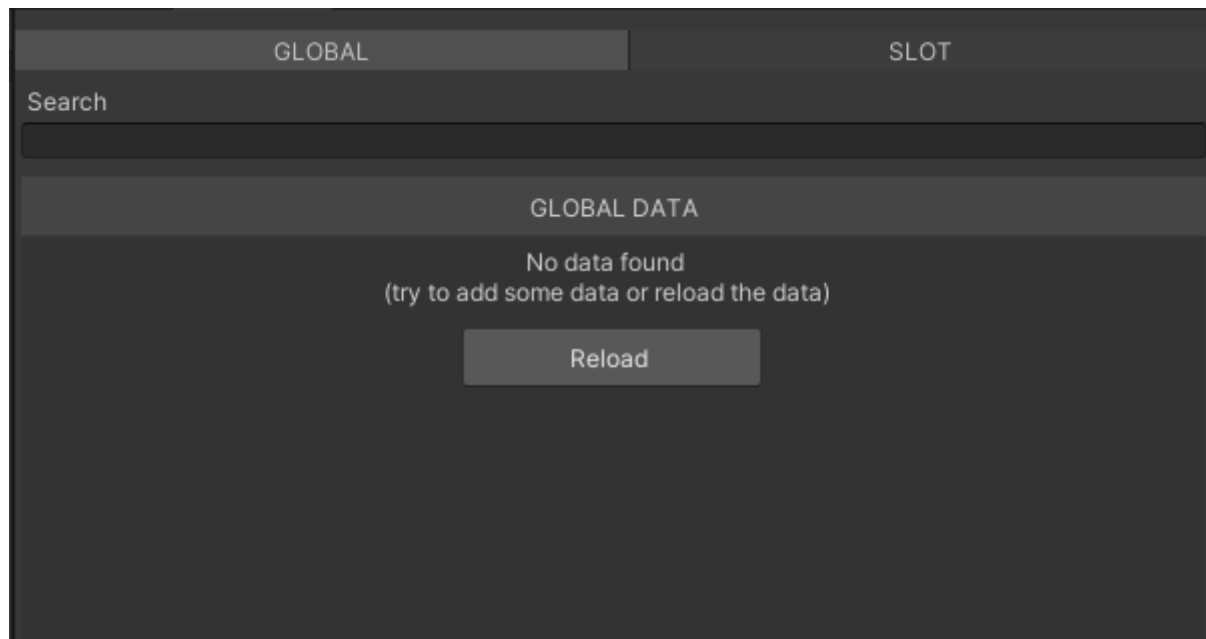 GLOBAL
SLOT
Search
GLOBAL DATA
No data found
(try to add some data or reload the data)
Reload